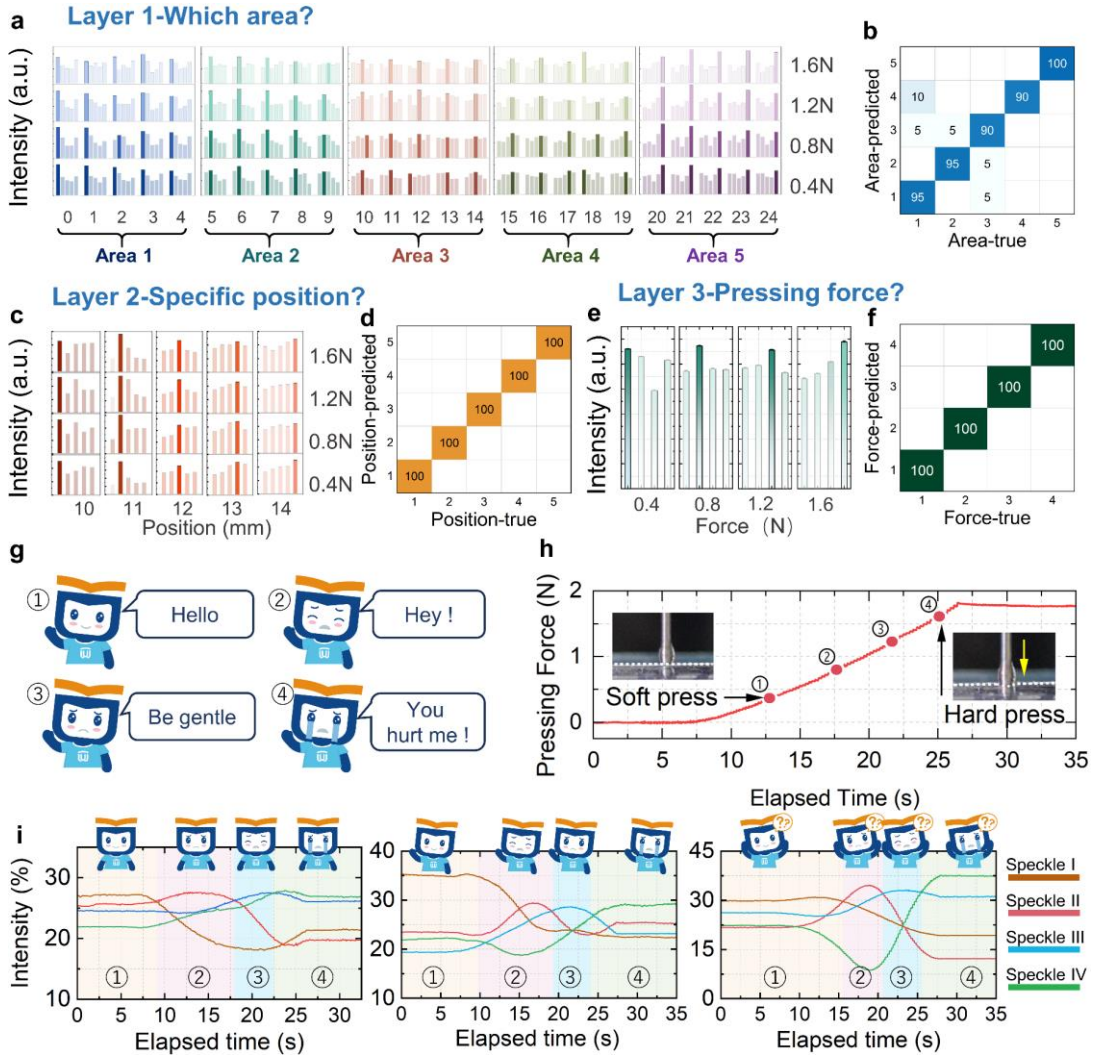 a
Layer 1-Which area?
Intensity (a.u.)
1.6N
1.2N
0.8N
0.4N
0 1 2 3 4 5 6 7 8 9 10 11 12 13 14 15 16 17 18 19 20 21 22 23 24
Area 1 Area 2 Area 3 Area 4 Area 5
b
Area-predicted
5 100
4 10 90
3 5 5 90
2 95 5
1 95 5
1 2 3 4 5
Area-true
Layer 2-Specific position?
c
Intensity (a.u.)
1.6N
1.2N
0.8N
0.4N
10 11 12 13 14
Position (mm)
d
Position-predicted
5 100
4 100
3 100
2 100
1 100
1 2 3 4 5
Position-true
Layer 3-Pressing force?
e
Intensity (a.u.)
0.4 0.8 1.2 1.6
Force (N)
f
Force-predicted
4 100
3 100
2 100
1 100
1 2 3 4
Force-true
g
① Hello
② Hey !
③ Be gentle
④ You
hurt me !
h
Pressing Force (N)
2
1
0
① ② ③ ④
Soft press
Hard press
0 5 10 15 20 25 30 35
Elapsed Time (s)
i
Intensity (%)
30
20
10
① ② ③ ④
0 5 10 15 20 25 30
Elapsed time (s)
40
35
30
25
20
15
10
① ② ③ ④
0 5 10 15 20 25 30 35
Elapsed time (s)
?? ?? ?? ??
45
30
15
0
① ② ③ ④
0 5 10 15 20 25 30 35
Elapsed time (s)
Speckle I
Speckle II
Speckle III
Speckle IV